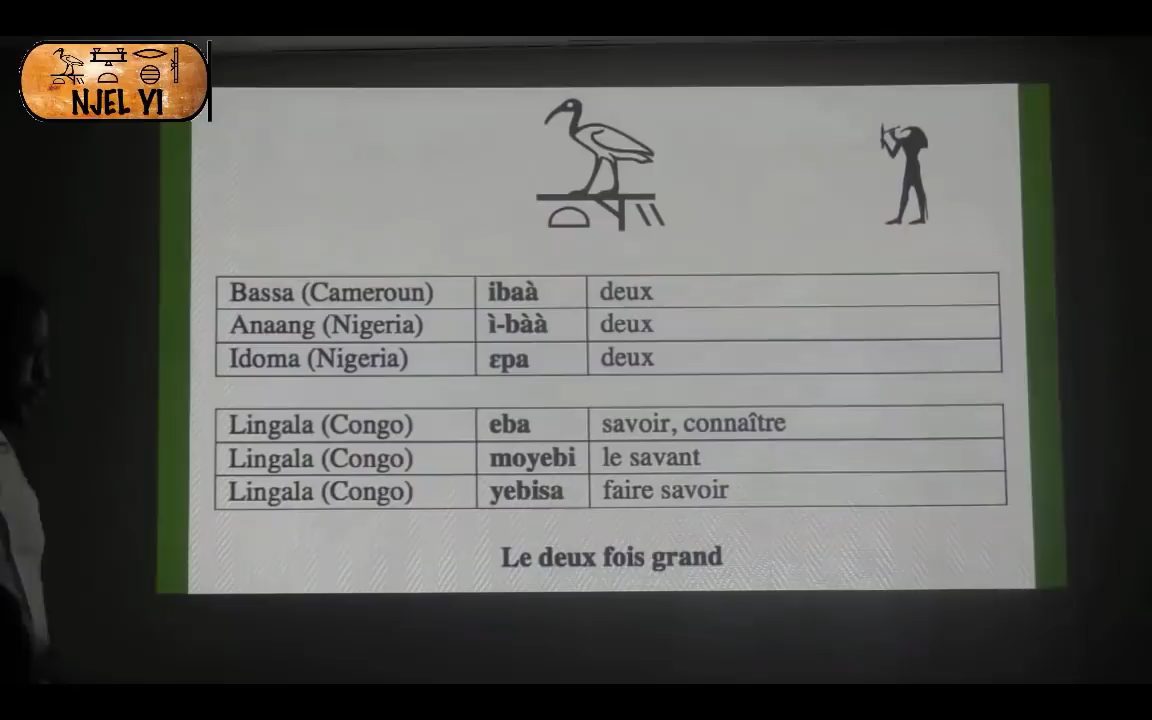 NJEL YI
Bassa (Cameroun) ibaà deux
Anaang (Nigeria) ì-bàà deux
Idoma (Nigeria) εpa deux
Lingala (Congo) eba savoir, connaître
Lingala (Congo) moyebi le savant
Lingala (Congo) yebisa faire savoir
Le deux fois grand